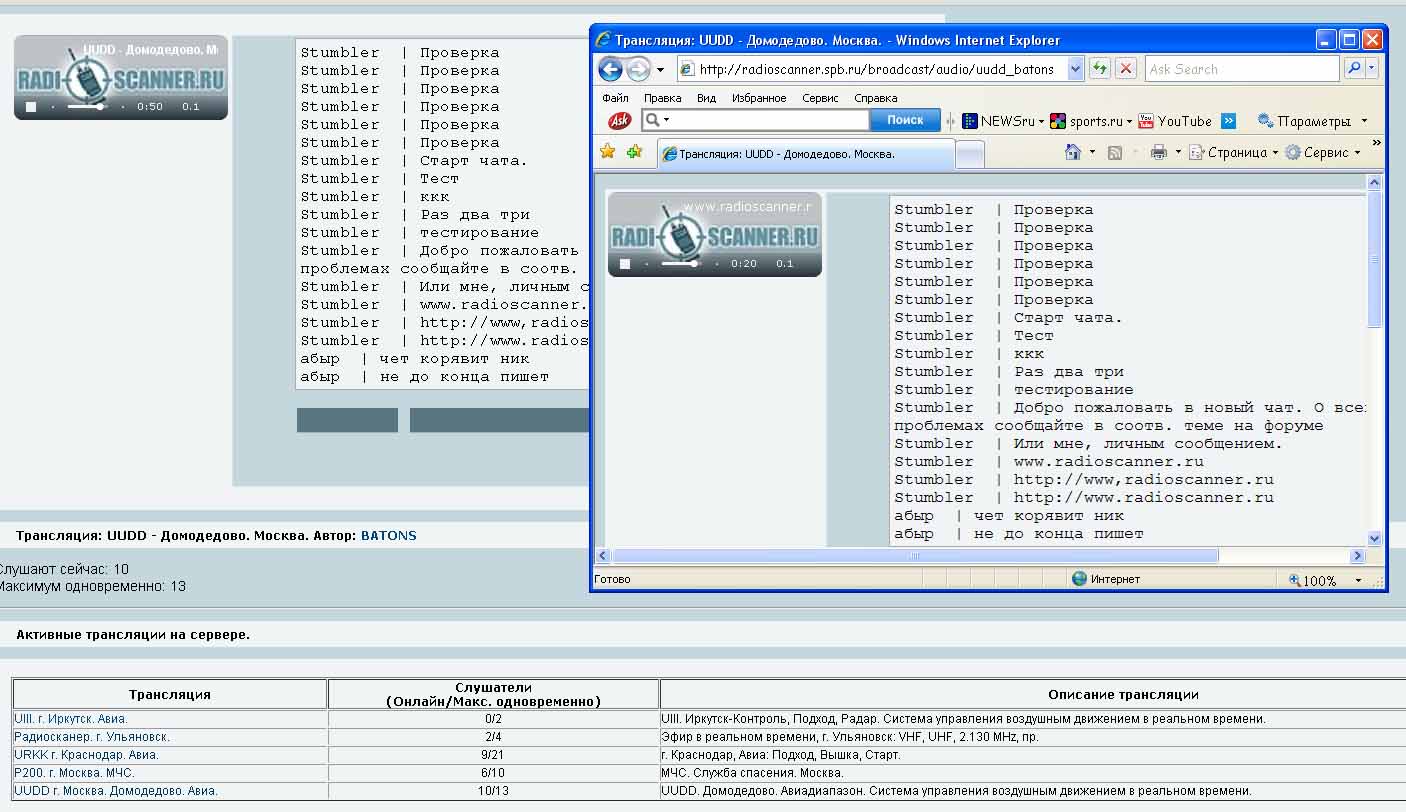 UUDD - Домодедово. М
RADI SCANNER.RU
0:50 0.1
Stumbler | Проверка
Stumbler | Проверка
Stumbler | Проверка
Stumbler | Проверка
Stumbler | Проверка
Stumbler | Проверка
Stumbler | Старт чата.
Stumbler | Тест
Stumbler | ккк
Stumbler | Раз два три
Stumbler | тестирование
Stumbler | Добро пожаловать
проблемах сообщайте в соотв.
Stumbler | Или мне, личным с
Stumbler | www.radioscanner.
Stumbler | http://www,radios
Stumbler | http://www.radios
абыр | чет корявит ник
абыр | не до конца пишет
Трансляция: UUDD - Домодедово. Москва. - Windows Internet Explorer
http://radioscanner.spb.ru/broadcast/audio/uudd_batons
Ask Search
Файл Правка Вид Избранное Сервис Справка
Ask Поиск NEWSru sports.ru YouTube Параметры
Трансляция: UUDD - Домодедово. Москва. Страница Сервис
www.radioscanner.r
RADI SCANNER.RU
0:20 0.1
Stumbler | Проверка
Stumbler | Проверка
Stumbler | Проверка
Stumbler | Проверка
Stumbler | Проверка
Stumbler | Проверка
Stumbler | Старт чата.
Stumbler | Тест
Stumbler | ккк
Stumbler | Раз два три
Stumbler | тестирование
Stumbler | Добро пожаловать в новый чат. О все
проблемах сообщайте в соотв. теме на форуме
Stumbler | Или мне, личным сообщением.
Stumbler | www.radioscanner.ru
Stumbler | http://www,radioscanner.ru
Stumbler | http://www.radioscanner.ru
абыр | чет корявит ник
абыр | не до конца пишет
Готово Интернет 100%
Трансляция: UUDD - Домодедово. Москва. Автор: BATONS
Слушают сейчас: 10
Максимум одновременно: 13
Активные трансляции на сервере.
Трансляция Слушатели Описание трансляции
(Онлайн/Макс. одновременно)
UIII. г. Иркутск. Авиа. 0/2 UIII. Иркутск-Контроль, Подход, Радар. Система управления воздушным движением в реальном времени.
Радиосканер. г. Ульяновск. 2/4 Эфир в реальном времени, г. Ульяновск: VHF, UHF, 2.130 MHz, пр.
URKK г. Краснодар. Авиа. 9/21 г. Краснодар, Авиа: Подход, Вышка, Старт.
P200. г. Москва. МЧС. 6/10 МЧС. Служба спасения. Москва.
UUDD г. Москва. Домодедово. Авиа. 10/13 UUDD. Домодедово. Авиадиапазон. Система управления воздушным движением в реальном времени.